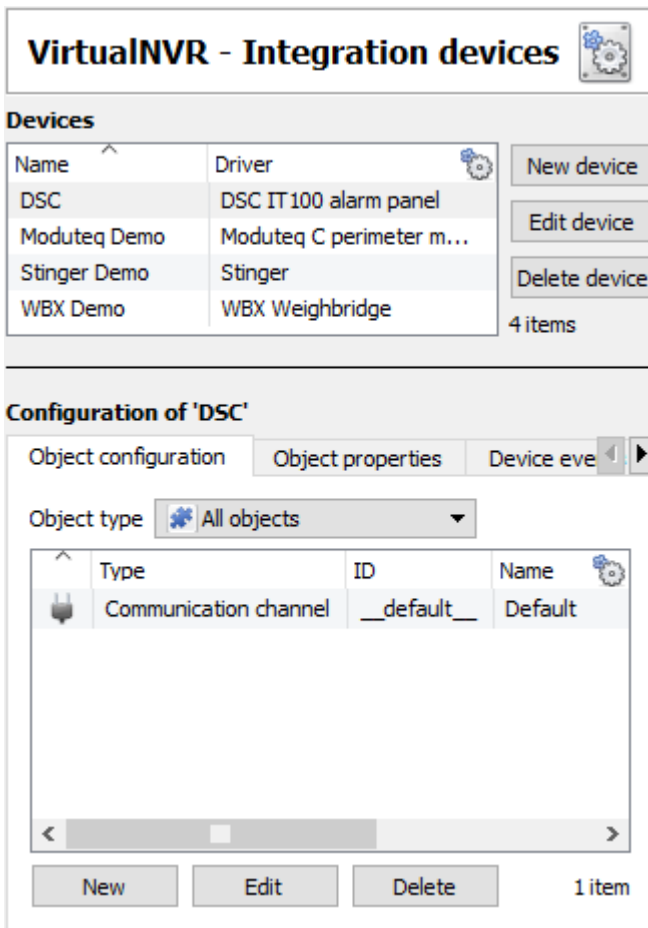 VirtualNVR - Integration devices
Devices
Name Driver
New device
DSC DSC IT100 alarm panel
Edit device
Moduteq Demo Moduteq C perimeter m...
Stinger Demo Stinger
Delete device
WBX Demo WBX Weighbridge
4 items
Configuration of 'DSC'
Object configuration Object properties Device eve
Object type All objects
Type ID Name
Communication channel __default__ Default
New Edit Delete 1 item